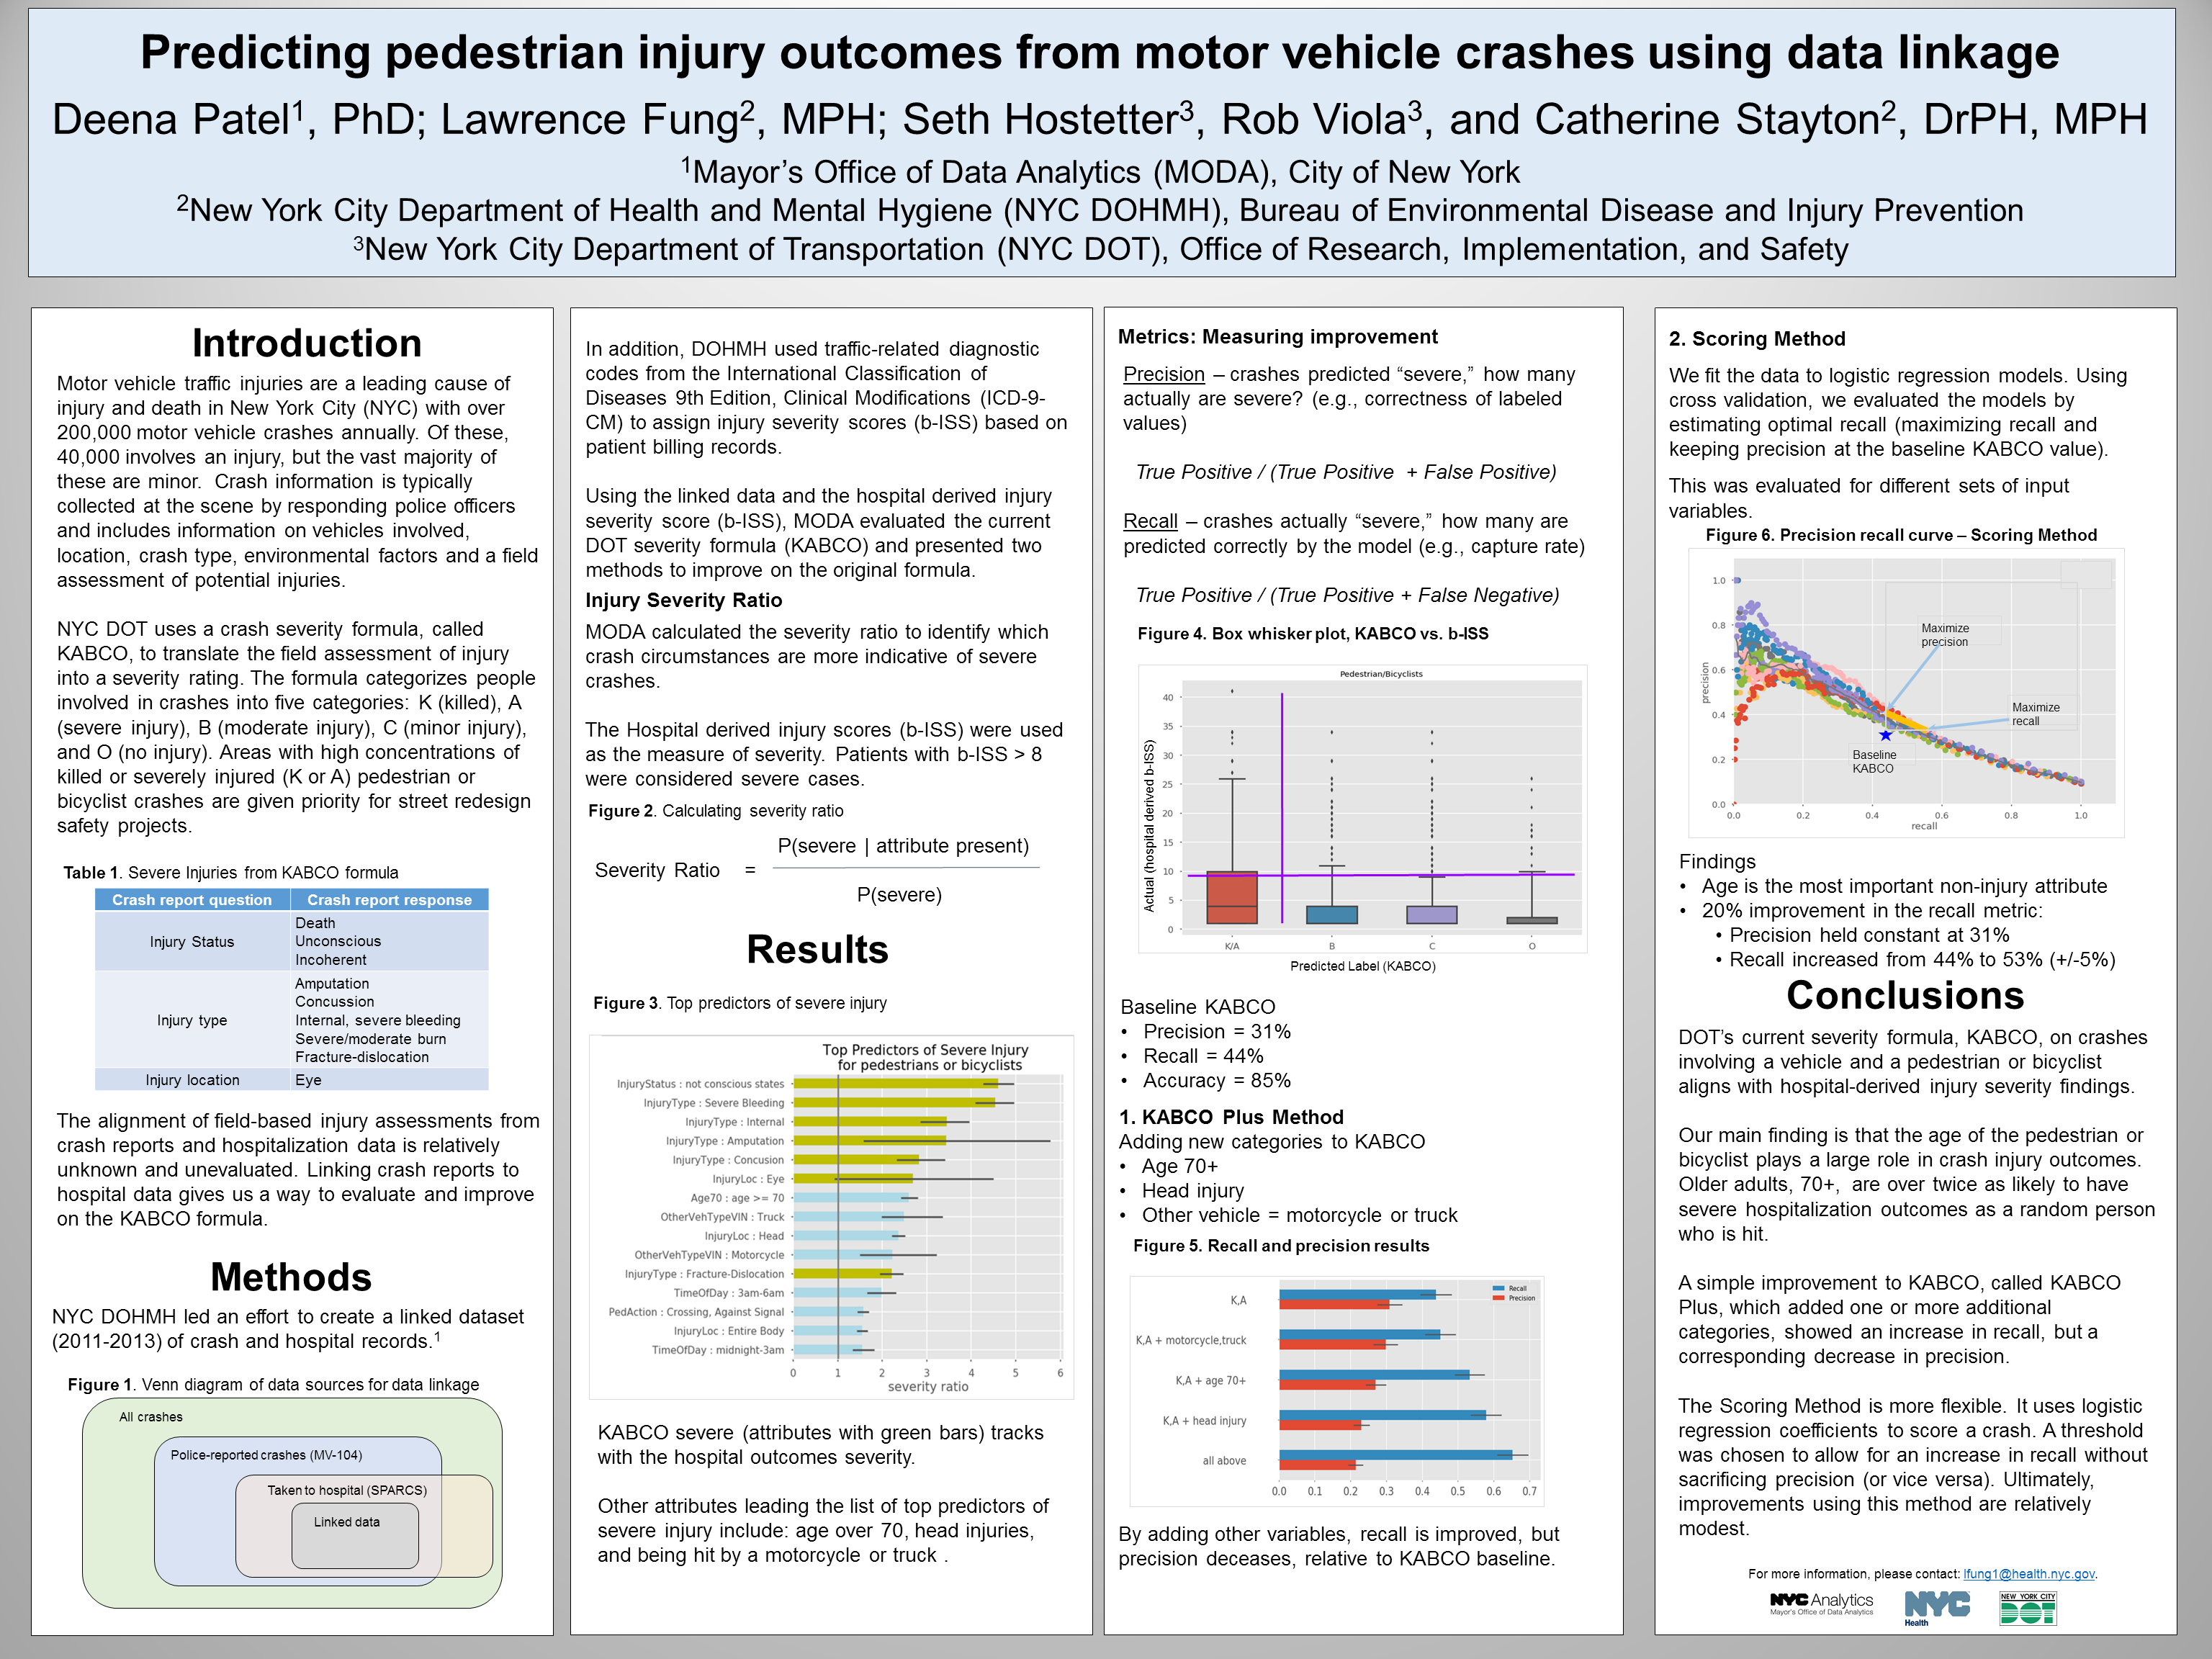 Predicting pedestrian injury outcomes from motor vehicle crashes using data linkage
Deena Patel1, PhD; Lawrence Fung2, MPH; Seth Hostetter3, Rob Viola3, and Catherine Stayton2, DrPH, MPH
1Mayor’s Office of Data Analytics (MODA), City of New York
2New York City Department of Health and Mental Hygiene (NYC DOHMH), Bureau of Environmental Disease and Injury Prevention
3New York City Department of Transportation (NYC DOT), Office of Research, Implementation, and Safety
Introduction
Motor vehicle traffic injuries are a leading cause of
injury and death in New York City (NYC) with over
200,000 motor vehicle crashes annually. Of these,
40,000 involves an injury, but the vast majority of
these are minor. Crash information is typically
collected at the scene by responding police officers
and includes information on vehicles involved,
location, crash type, environmental factors and a field
assessment of potential injuries.
NYC DOT uses a crash severity formula, called
KABCO, to translate the field assessment of injury
into a severity rating. The formula categorizes people
involved in crashes into five categories: K (killed), A
(severe injury), B (moderate injury), C (minor injury),
and O (no injury). Areas with high concentrations of
killed or severely injured (K or A) pedestrian or
bicyclist crashes are given priority for street redesign
safety projects.
Table 1. Severe Injuries from KABCO formula
Crash report question Crash report response
Injury Status
Death
Unconscious
Incoherent
Injury type
Amputation
Concussion
Internal, severe bleeding
Severe/moderate burn
Fracture-dislocation
Injury location Eye
The alignment of field-based injury assessments from
crash reports and hospitalization data is relatively
unknown and unevaluated. Linking crash reports to
hospital data gives us a way to evaluate and improve
on the KABCO formula.
Methods
NYC DOHMH led an effort to create a linked dataset
(2011-2013) of crash and hospital records.1
Figure 1. Venn diagram of data sources for data linkage
All crashes
Police-reported crashes (MV-104)
Taken to hospital (SPARCS)
Linked data
In addition, DOHMH used traffic-related diagnostic
codes from the International Classification of
Diseases 9th Edition, Clinical Modifications (ICD-9-
CM) to assign injury severity scores (b-ISS) based on
patient billing records.
Using the linked data and the hospital derived injury
severity score (b-ISS), MODA evaluated the current
DOT severity formula (KABCO) and presented two
methods to improve on the original formula.
Injury Severity Ratio
MODA calculated the severity ratio to identify which
crash circumstances are more indicative of severe
crashes.
The Hospital derived injury scores (b-ISS) were used
as the measure of severity. Patients with b-ISS > 8
were considered severe cases.
Figure 2. Calculating severity ratio
P(severe | attribute present)
Severity Ratio =
P(severe)
Results
Figure 3. Top predictors of severe injury
Top Predictors of Severe Injury
for pedestrians or bicyclists
InjuryStatus : not conscious states
InjuryType : Severe Bleeding
InjuryType : Internal
InjuryType : Amputation
InjuryType : Concusion
InjuryLoc : Eye
Age70 : age >= 70
OtherVehTypeVIN : Truck
InjuryLoc : Head
OtherVehTypeVIN : Motorcycle
InjuryType : Fracture-Dislocation
TimeOfDay : 3am-6am
PedAction : Crossing, Against Signal
InjuryLoc : Entire Body
TimeOfDay : midnight-3am
0 1 2 3 4 5 6
severity ratio
KABCO severe (attributes with green bars) tracks
with the hospital outcomes severity.
Other attributes leading the list of top predictors of
severe injury include: age over 70, head injuries,
and being hit by a motorcycle or truck .
Metrics: Measuring improvement
Precision – crashes predicted “severe,” how many
actually are severe? (e.g., correctness of labeled
values)
True Positive / (True Positive + False Positive)
Recall – crashes actually “severe,” how many are
predicted correctly by the model (e.g., capture rate)
True Positive / (True Positive + False Negative)
Figure 4. Box whisker plot, KABCO vs. b-ISS
Pedestrian/Bicyclists
Actual (hospital derived b-ISS)
40
35
30
25
20
15
10
5
0
K/A B C O
Predicted Label (KABCO)
Baseline KABCO
• Precision = 31%
• Recall = 44%
• Accuracy = 85%
1. KABCO Plus Method
Adding new categories to KABCO
• Age 70+
• Head injury
• Other vehicle = motorcycle or truck
Figure 5. Recall and precision results
Recall
Precision
K,A
K,A + motorcycle,truck
K,A + age 70+
K,A + head injury
all above
0.0 0.1 0.2 0.3 0.4 0.5 0.6 0.7
By adding other variables, recall is improved, but
precision deceases, relative to KABCO baseline.
2. Scoring Method
We fit the data to logistic regression models. Using
cross validation, we evaluated the models by
estimating optimal recall (maximizing recall and
keeping precision at the baseline KABCO value).
This was evaluated for different sets of input
variables.
Figure 6. Precision recall curve – Scoring Method
precision
1.0
0.8
0.6
0.4
0.2
0.0
Maximize
precision
Maximize
recall
Baseline
KABCO
0.0 0.2 0.4 0.6 0.8 1.0
recall
Findings
• Age is the most important non-injury attribute
• 20% improvement in the recall metric:
• Precision held constant at 31%
• Recall increased from 44% to 53% (+/-5%)
Conclusions
DOT’s current severity formula, KABCO, on crashes
involving a vehicle and a pedestrian or bicyclist
aligns with hospital-derived injury severity findings.
Our main finding is that the age of the pedestrian or
bicyclist plays a large role in crash injury outcomes.
Older adults, 70+, are over twice as likely to have
severe hospitalization outcomes as a random person
who is hit.
A simple improvement to KABCO, called KABCO
Plus, which added one or more additional
categories, showed an increase in recall, but a
corresponding decrease in precision.
The Scoring Method is more flexible. It uses logistic
regression coefficients to score a crash. A threshold
was chosen to allow for an increase in recall without
sacrificing precision (or vice versa). Ultimately,
improvements using this method are relatively
modest.
For more information, please contact: lfung1@health.nyc.gov.
NYC Analytics
Mayor's Office of Data Analytics
NYC
Health
NEW YORK CITY
DOT